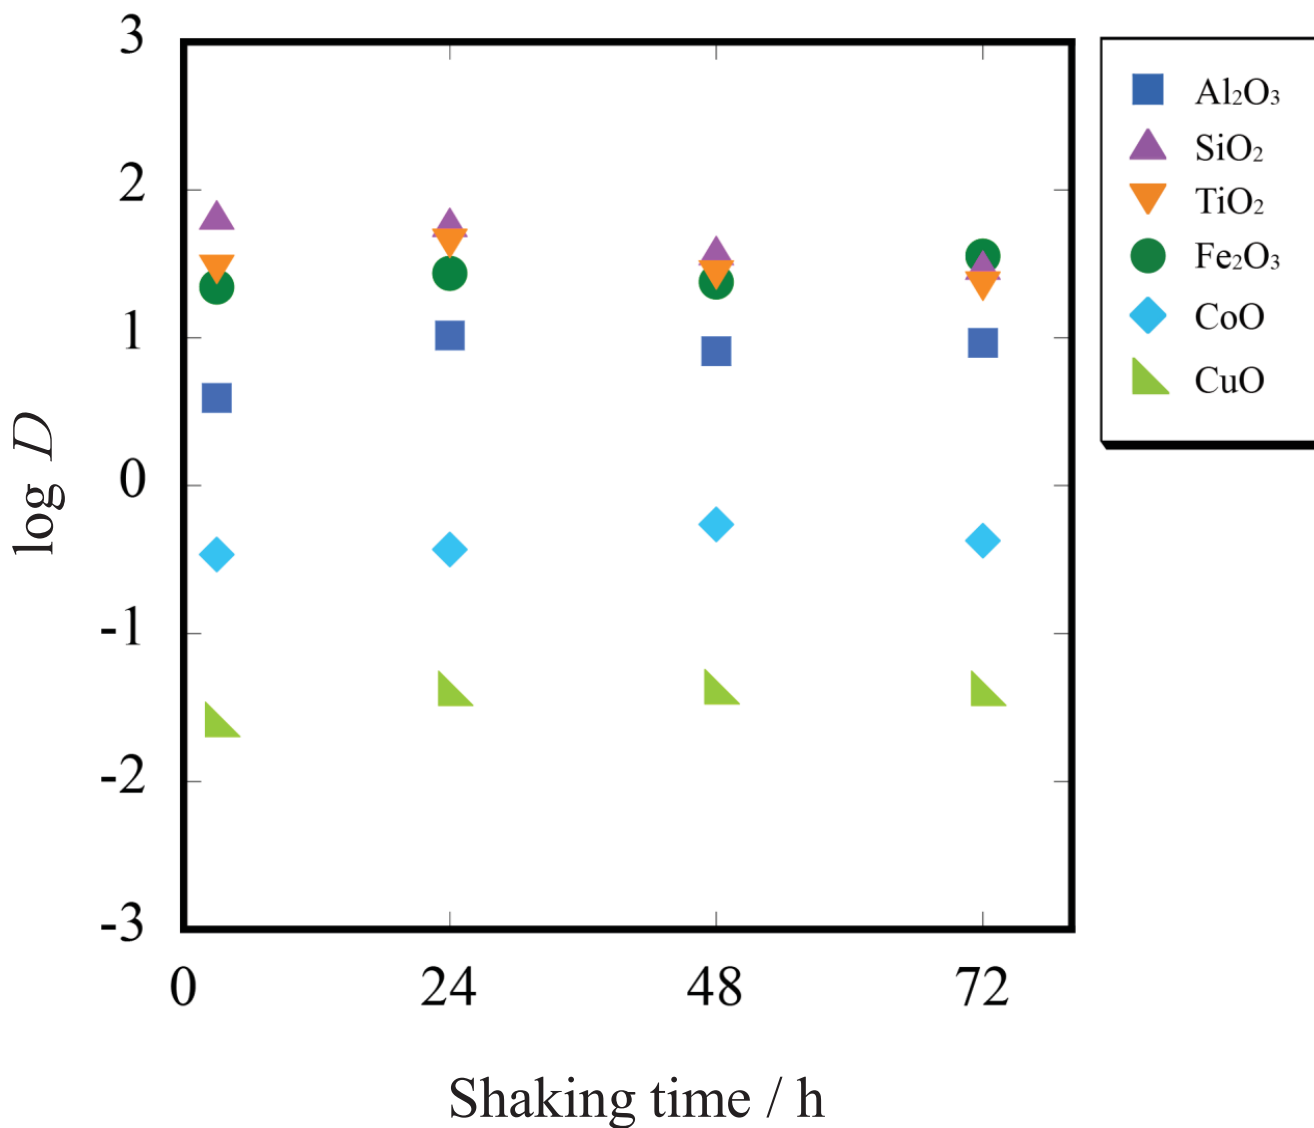 3
2
1
0
-1
-2
-3
log D
0 24 48 72
Shaking time / h
Al₂O₃
SiO₂
TiO₂
Fe₂O₃
CoO
CuO